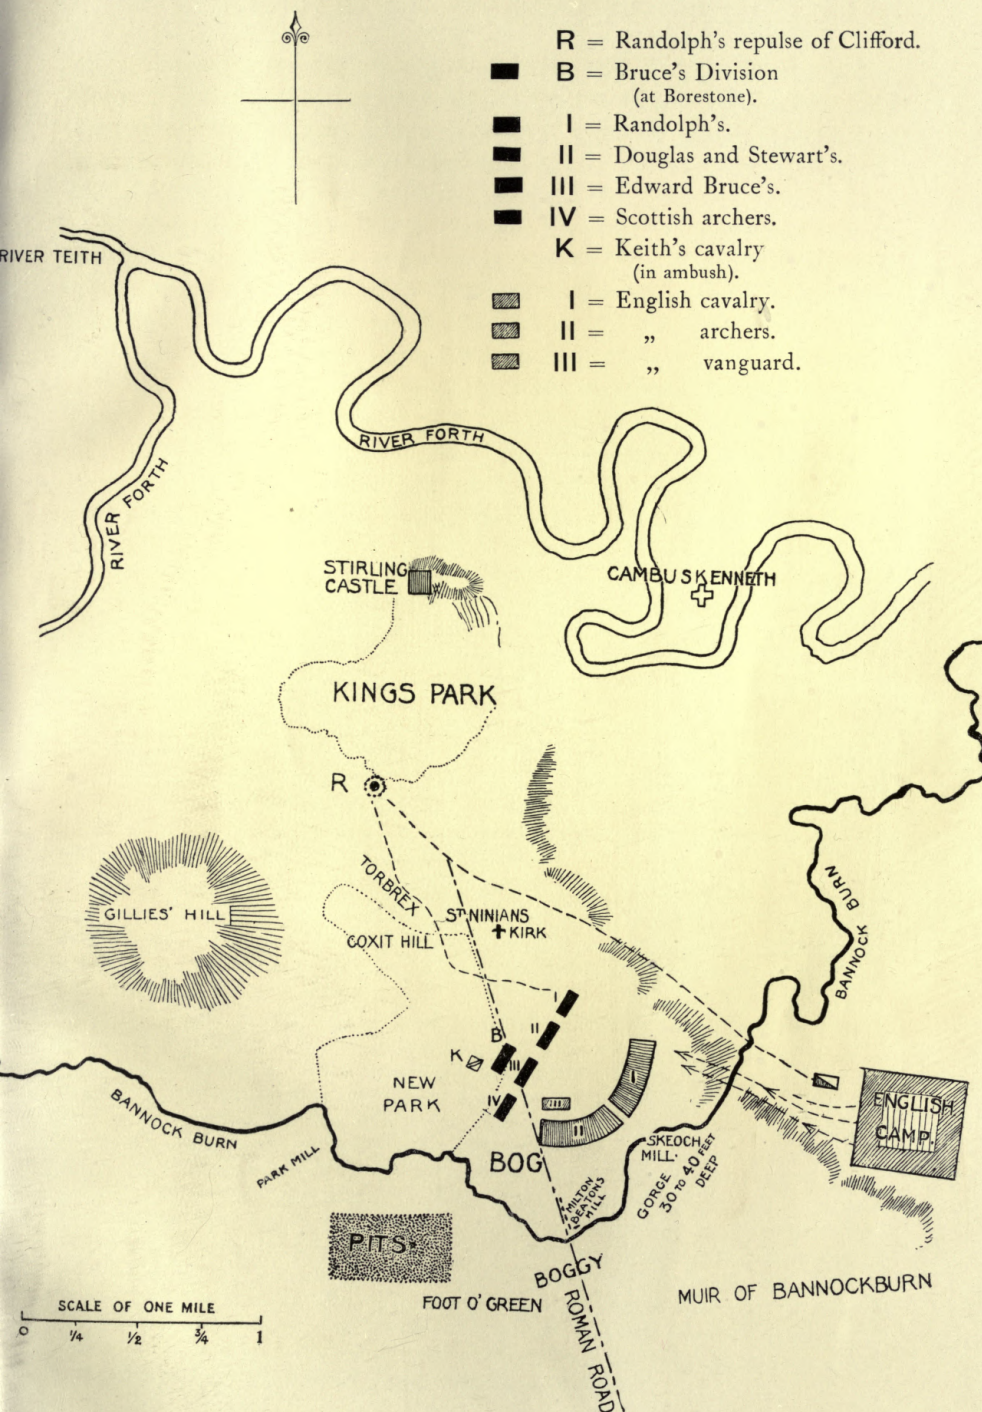 R = Randolph's repulse of Clifford.
B = Bruce's Division
(at Borestone).
I = Randolph's.
II = Douglas and Stewart's.
III = Edward Bruce's.
IV = Scottish archers.
K = Keith's cavalry
(in ambush).
I = English cavalry.
II = „ archers.
III = „ vanguard.
RIVER TEITH
RIVER FORTH
RIVER FORTH
STIRLING
CASTLE
CAMBUSKENNETH
KINGS PARK
R
GILLIES' HILL
TORBREX
ST NINIANS
KIRK
COXIT HILL
BANNOCK BURN
I
II
B
K
III
IV
I
III
II
NEW
PARK
ENGLISH
CAMP.
BANNOCK BURN
PARK MILL
BOG
SKEOCH
MILL.
GORGE
30 TO 40 FEET
DEEP
MILTON
BEATONS
MILL
PITS
BOGGY
FOOT O' GREEN
ROMAN ROAD
MUIR OF BANNOCKBURN
SCALE OF ONE MILE
0 1/4 1/2 3/4 1